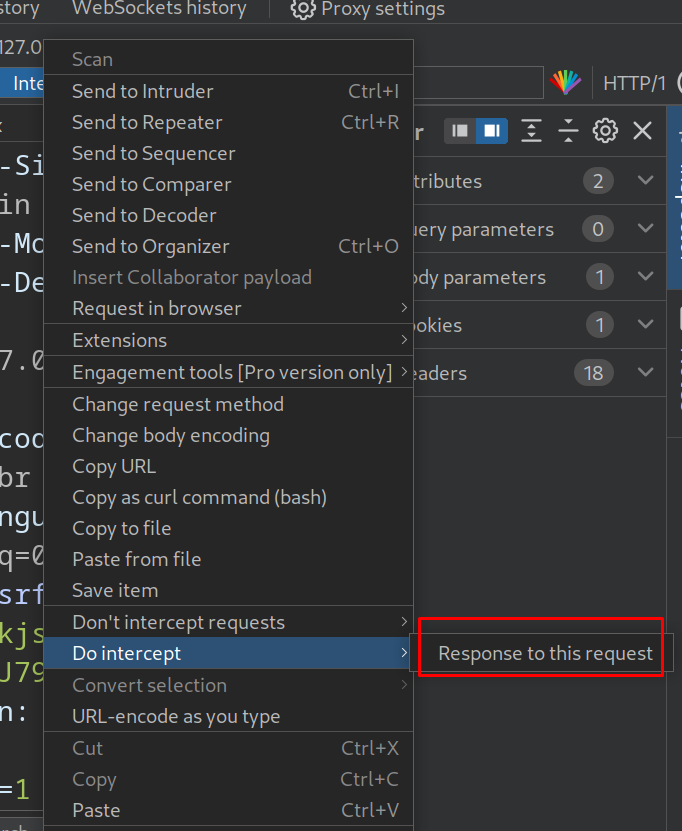 story WebSockets history Proxy settings
127.0
Inte HTTP/1
Scan
r
Send to Intruder Ctrl+I
Send to Repeater Ctrl+R
-Si Send to Sequencer
tributes 2
in Send to Comparer
Send to Decoder
uery parameters 0
-Mo Send to Organizer Ctrl+O
-De Insert Collaborator payload
ody parameters 1
Request in browser
ookies 1
Extensions
7.0 Engagement tools [Pro version only]
eaders 18
Change request method
cod Change body encoding
br Copy URL
Copy as curl command (bash)
ngu Copy to file
q=0 Paste from file
srf Save item
kjs Don't intercept requests
Do intercept Response to this request
J79 Convert selection
n: URL-encode as you type
Cut Ctrl+X
=1 Copy Ctrl+C
Paste Ctrl+V